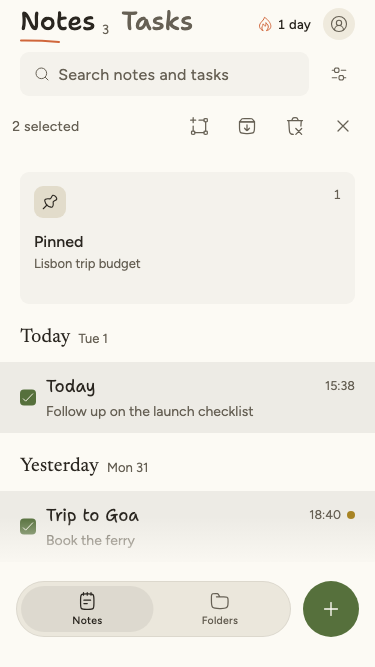 Notes 3 Tasks 1 day
Search notes and tasks
2 selected
1
Pinned
Lisbon trip budget
Today Tue 1
Today 15:38
Follow up on the launch checklist
Yesterday Mon 31
Trip to Goa 18:40
Book the ferry
Notes Folders